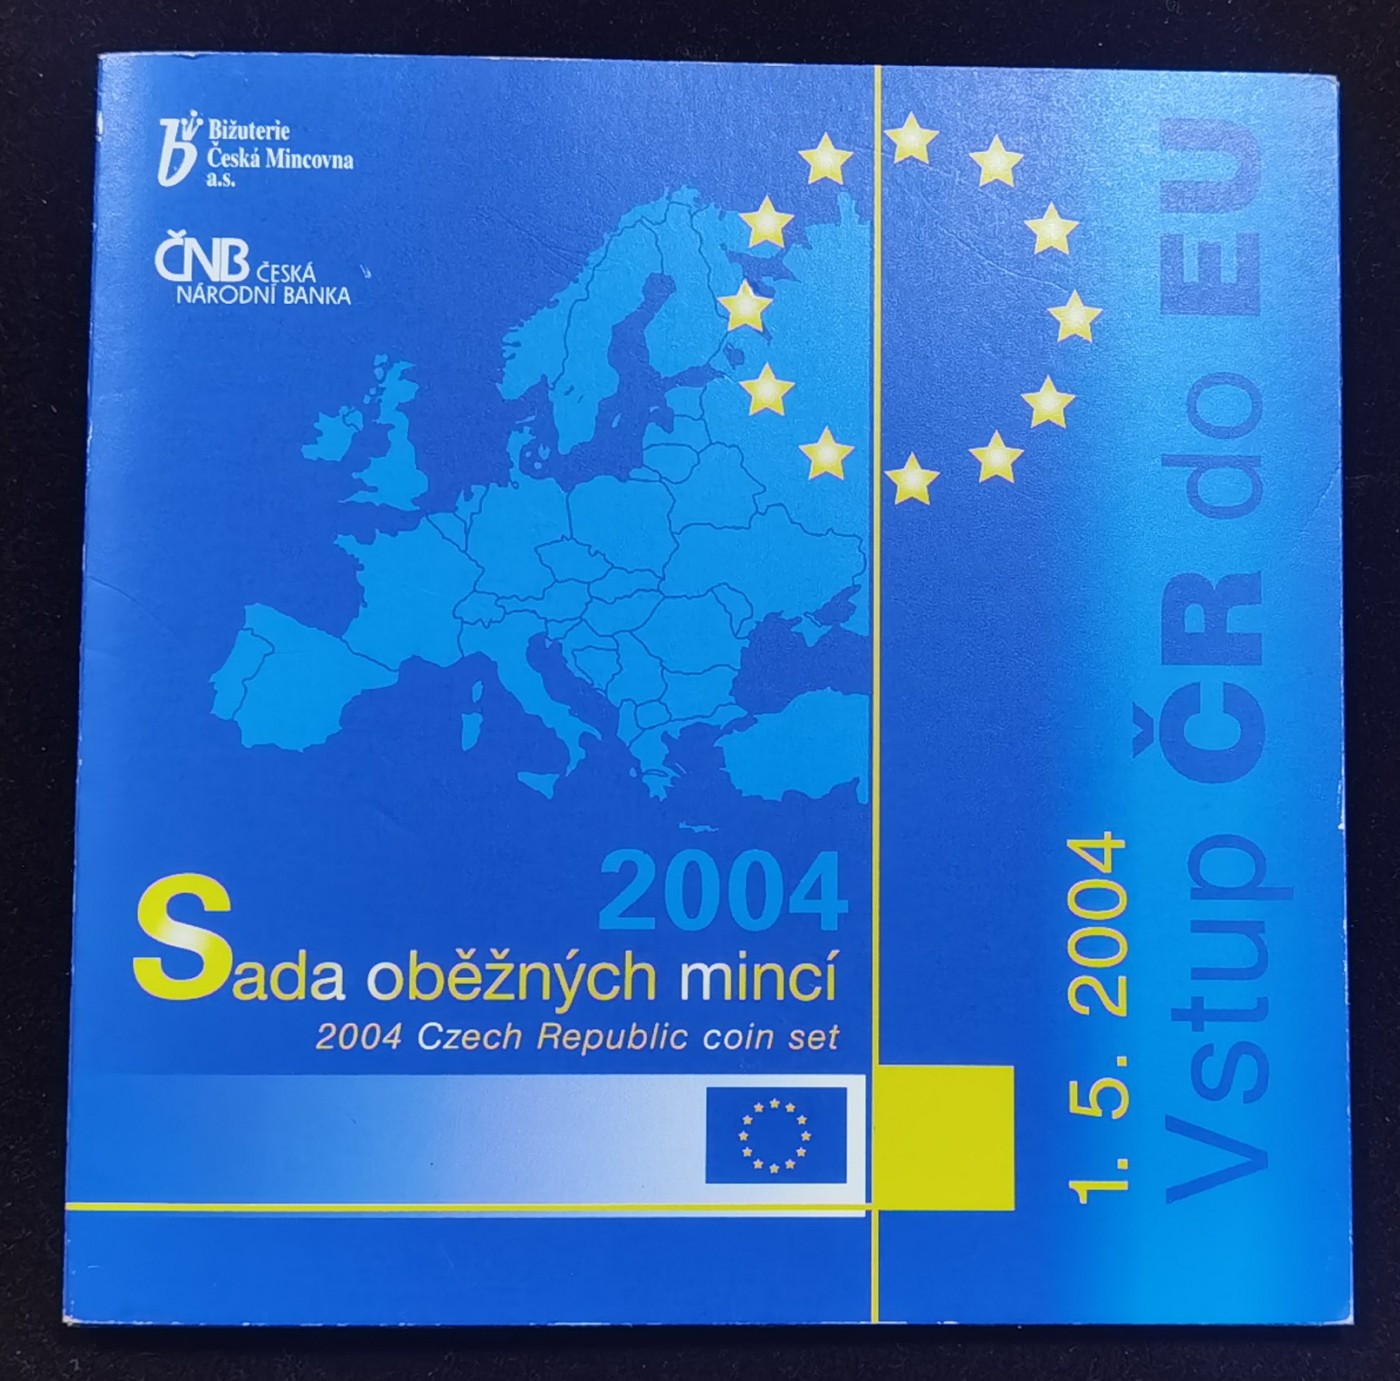 Bižuterie
Česká Mincovna
a.s.
ČNB ČESKÁ
NÁRODNÍ BANKA
2004
Sada oběžných mincí
2004 Czech Republic coin set
1. 5. 2004
Vstup ČR do EU